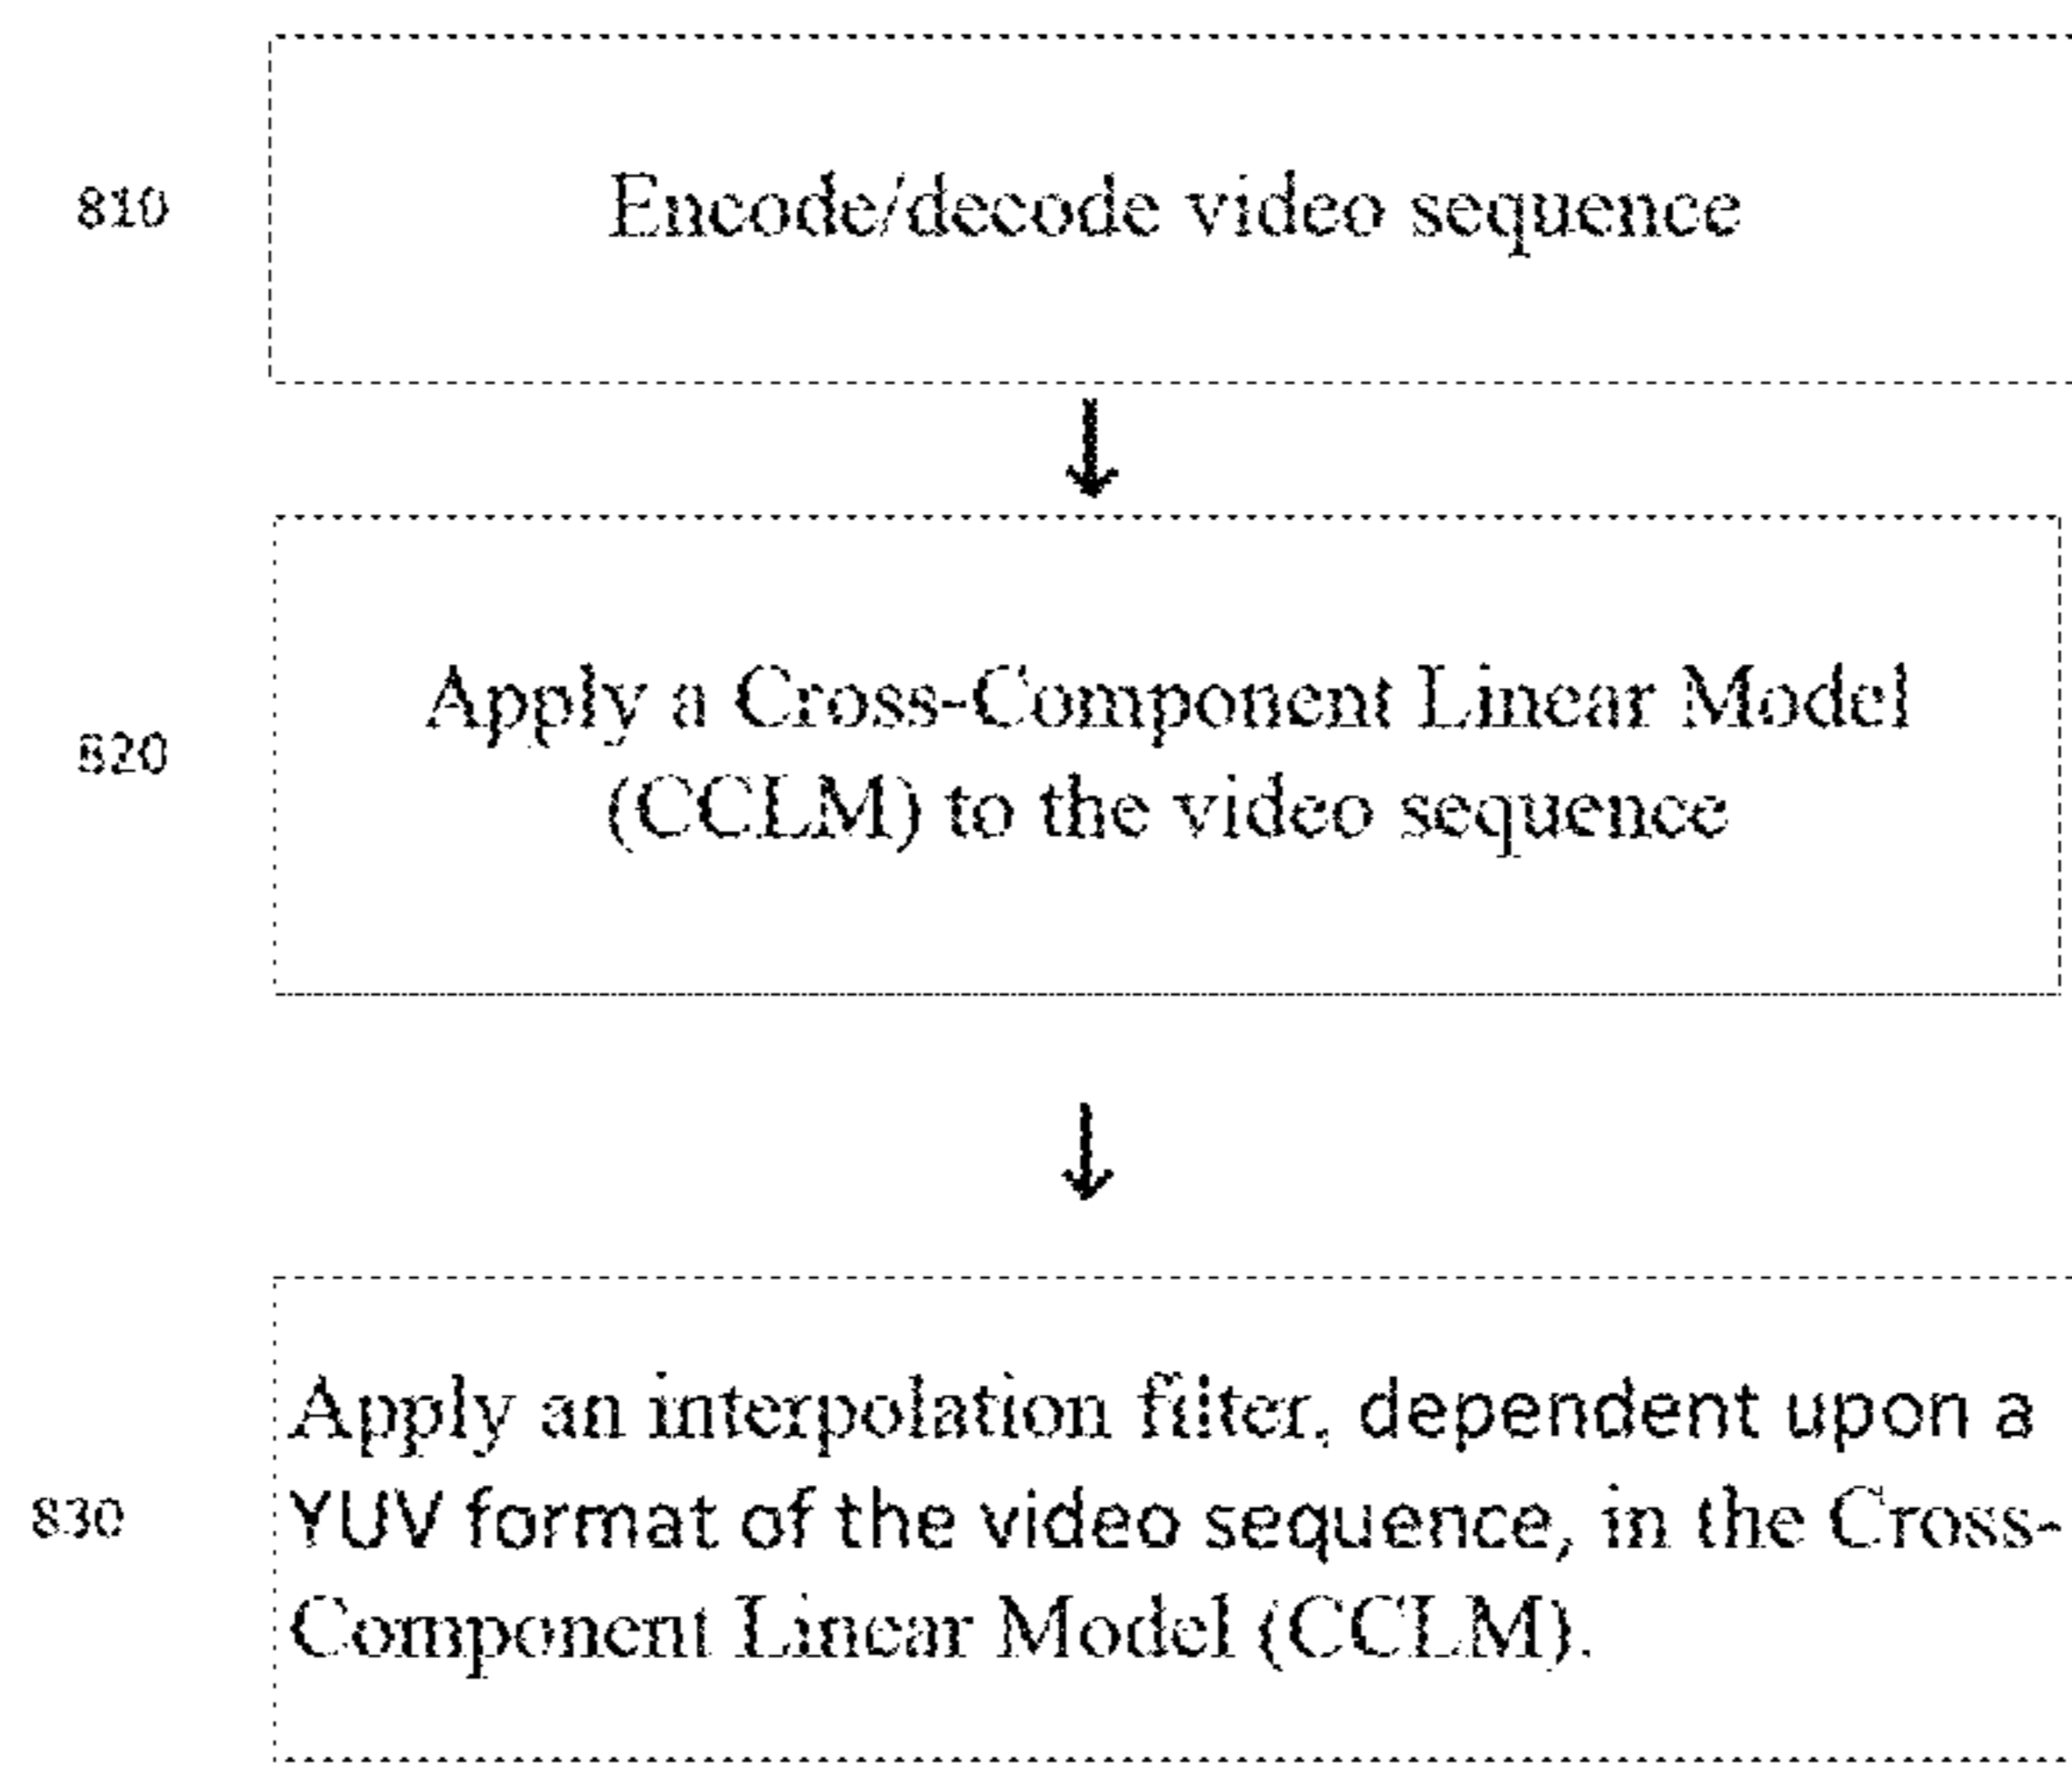 810
Encode/decode video sequence
820
Apply a Cross-Component Linear Model
(CCLM) to the video sequence
830
Apply an interpolation filter, dependent upon a
YUV format of the video sequence, in the Cross-
Component Linear Model (CCLM).